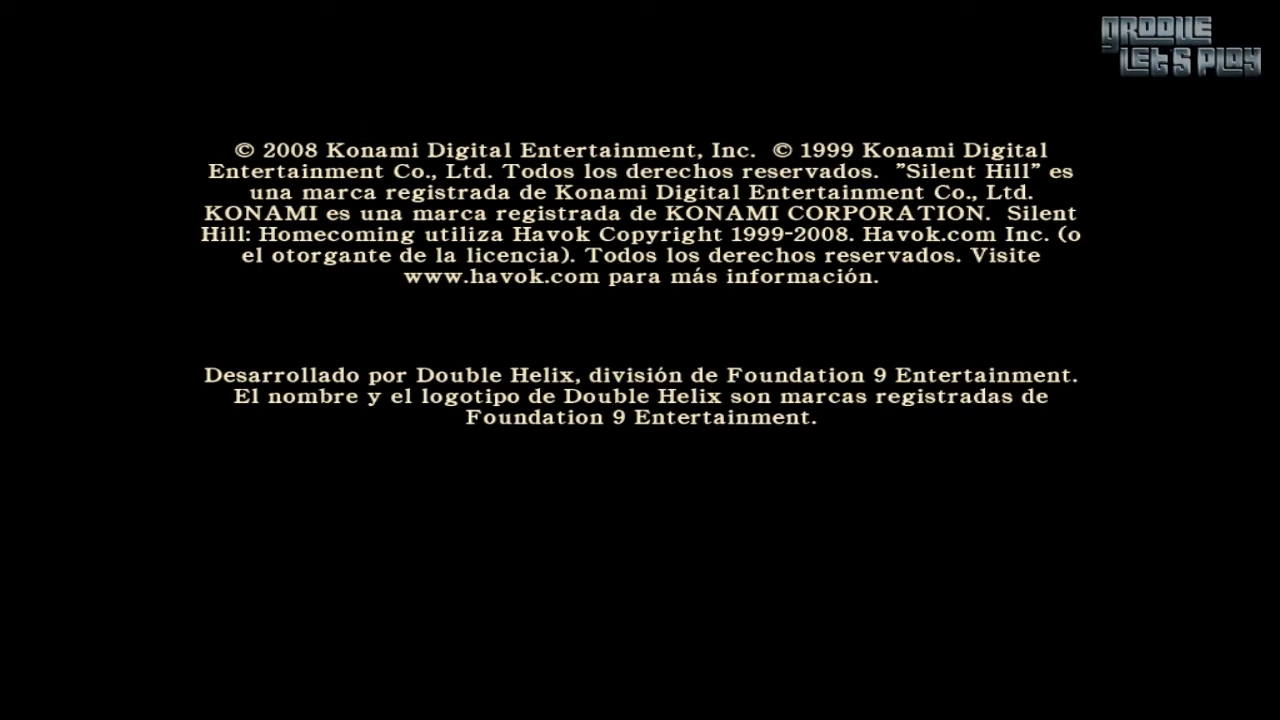 GROOVE
LET'S PLAY
© 2008 Konami Digital Entertainment, Inc.  © 1999 Konami Digital
Entertainment Co., Ltd. Todos los derechos reservados.  "Silent Hill" es
una marca registrada de Konami Digital Entertainment Co., Ltd.
KONAMI es una marca registrada de KONAMI CORPORATION.  Silent
Hill: Homecoming utiliza Havok Copyright 1999-2008. Havok.com Inc. (o
el otorgante de la licencia). Todos los derechos reservados. Visite
www.havok.com para más información.
Desarrollado por Double Helix, división de Foundation 9 Entertainment.
El nombre y el logotipo de Double Helix son marcas registradas de
Foundation 9 Entertainment.